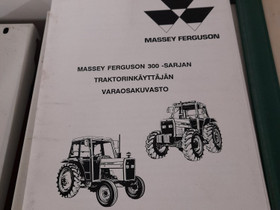 MASSEY FERGUSON
MASSEY FERGUSON 300 -SARJAN
TRAKTORINKÄYTTÄJÄN
VARAOSAKUVASTO